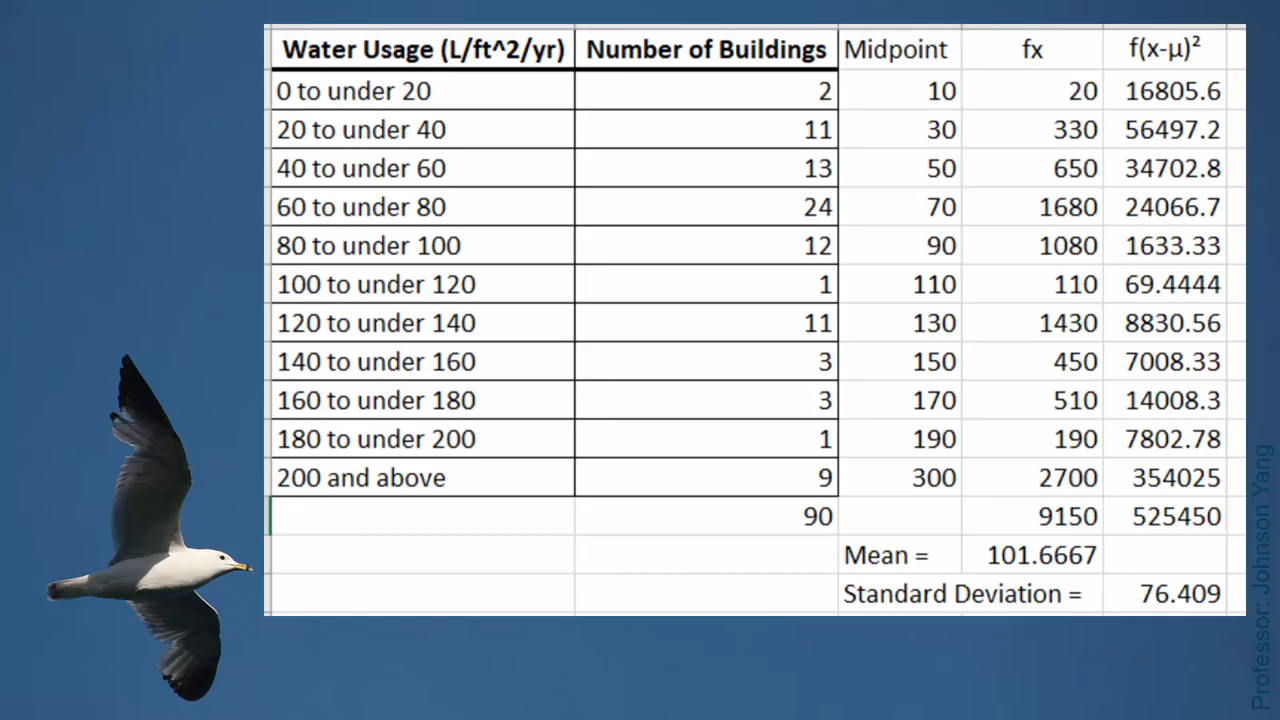 Water Usage (L/ft^2/yr) Number of Buildings Midpoint fx f(x-μ)²
0 to under 20 2 10 20 16805.6
20 to under 40 11 30 330 56497.2
40 to under 60 13 50 650 34702.8
60 to under 80 24 70 1680 24066.7
80 to under 100 12 90 1080 1633.33
100 to under 120 1 110 110 69.4444
120 to under 140 11 130 1430 8830.56
140 to under 160 3 150 450 7008.33
160 to under 180 3 170 510 14008.3
180 to under 200 1 190 190 7802.78
200 and above 9 300 2700 354025
90 9150 525450
Mean = 101.6667
Standard Deviation = 76.409
Professor: Johnson Yang